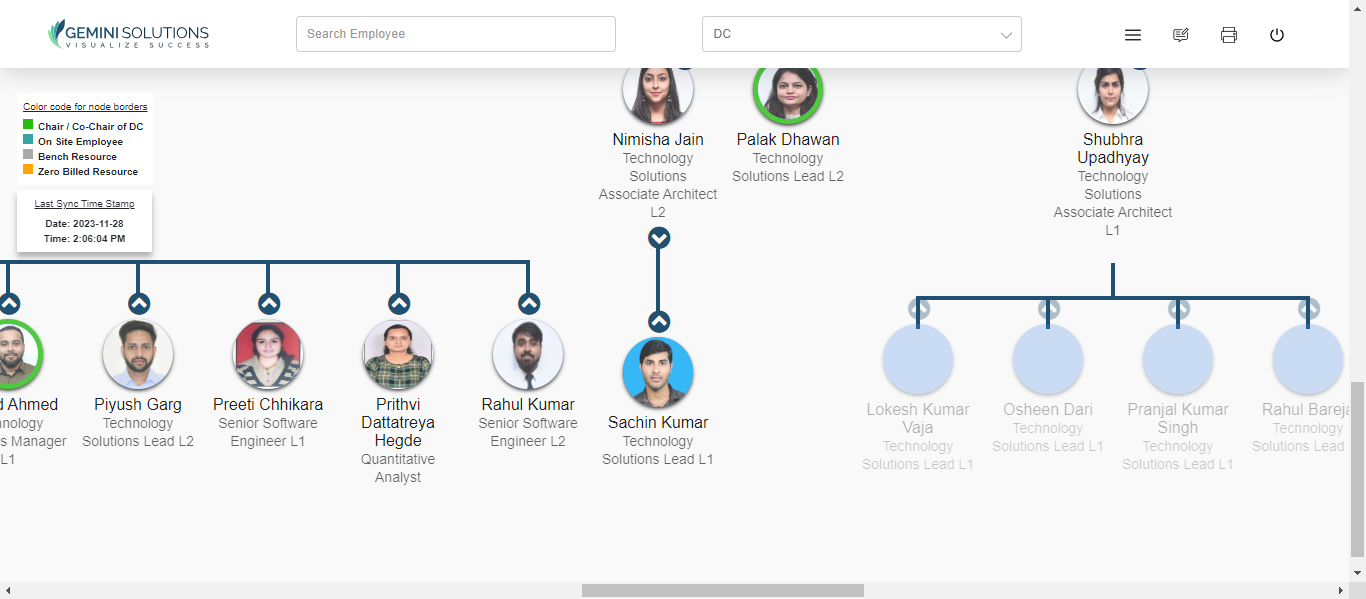 GEMINI SOLUTIONS
VISUALIZE SUCCESS
Search Employee
DC
Color code for node borders
Chair / Co-Chair of DC
On Site Employee
Bench Resource
Zero Billed Resource
Last Sync Time Stamp
Date: 2023-11-28
Time: 2:06:04 PM
Nimisha Jain
Technology
Solutions
Associate Architect
L2
Palak Dhawan
Technology
Solutions Lead L2
Shubhra
Upadhyay
Technology
Solutions
Associate Architect
L1
d Ahmed
nology
s Manager
L1
Piyush Garg
Technology
Solutions Lead L2
Preeti Chhikara
Senior Software
Engineer L1
Prithvi
Dattatreya
Hegde
Quantitative
Analyst
Rahul Kumar
Senior Software
Engineer L2
Sachin Kumar
Technology
Solutions Lead L1
Lokesh Kumar
Vaja
Technology
Solutions Lead L1
Osheen Dari
Technology
Solutions Lead L1
Pranjal Kumar
Singh
Technology
Solutions Lead L1
Rahul Bareja
Technology
Solutions Lead